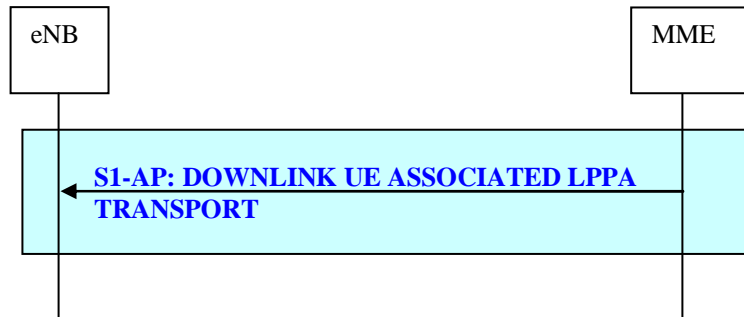 eNB
MME
S1-AP: DOWNLINK UE ASSOCIATED LPPA
TRANSPORT